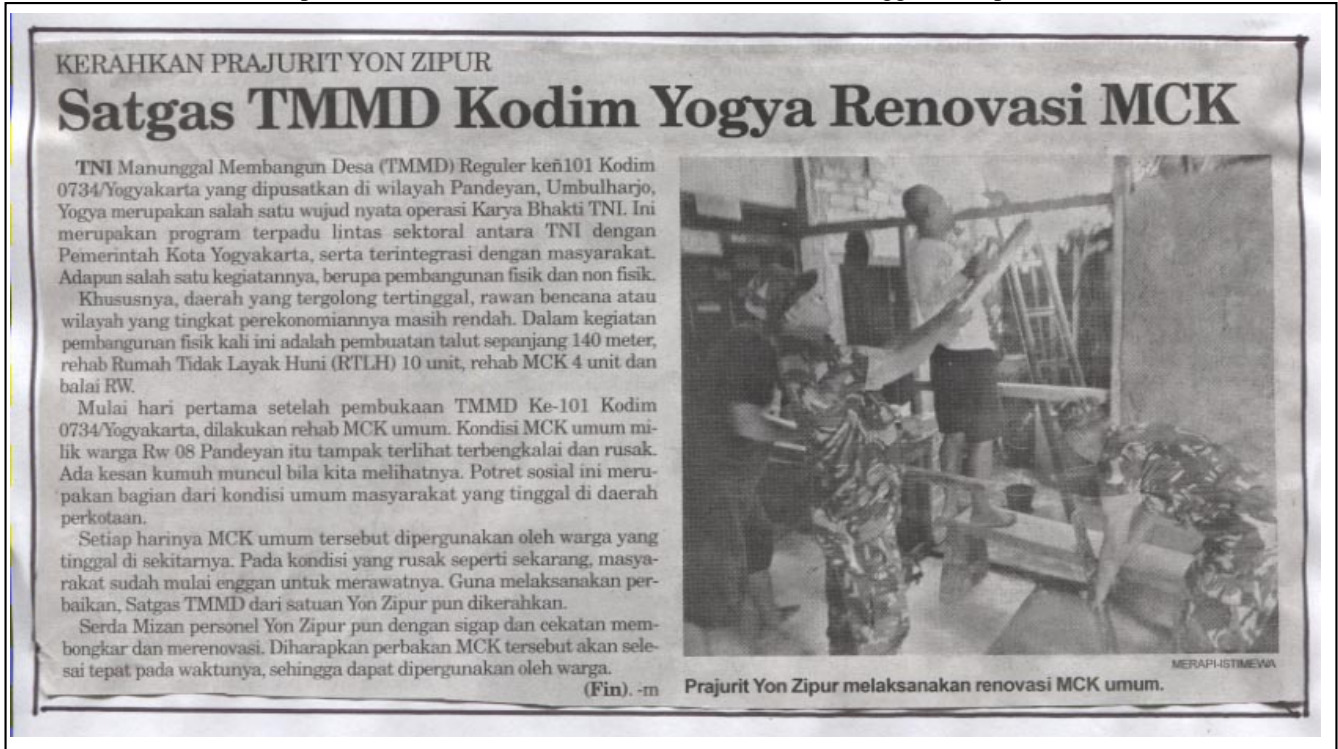 KERAHKAN PRAJURIT YON ZIPUR
Satgas TMMD Kodim Yogya Renovasi MCK
TNI Manunggal Membangun Desa (TMMD) Reguler keñ101 Kodim
0734/Yogyakarta yang dipusatkan di wilayah Pandeyan, Umbulharjo,
Yogya merupakan salah satu wujud nyata operasi Karya Bhakti TNI. Ini
merupakan program terpadu lintas sektoral antara TNI dengan
Pemerintah Kota Yogyakarta, serta terintegrasi dengan masyarakat.
Adapun salah satu kegiatannya, berupa pembangunan fisik dan non fisik.
Khususnya, daerah yang tergolong tertinggal, rawan bencana atau
wilayah yang tingkat perekonomiannya masih rendah. Dalam kegiatan
pembangunan fisik kali ini adalah pembuatan talut sepanjang 140 meter,
rehab Rumah Tidak Layak Huni (RTLH) 10 unit, rehab MCK 4 unit dan
balai RW.
Mulai hari pertama setelah pembukaan TMMD Ke-101 Kodim
0734/Yogyakarta, dilakukan rehab MCK umum. Kondisi MCK umum mi-
lik warga Rw 08 Pandeyan itu tampak terlihat terbengkalai dan rusak.
Ada kesan kumuh muncul bila kita melihatnya. Potret sosial ini meru-
pakan bagian dari kondisi umum masyarakat yang tinggal di daerah
perkotaan.
Setiap harinya MCK umum tersebut dipergunakan oleh warga yang
tinggal di sekitarnya. Pada kondisi yang rusak seperti sekarang, masya-
rakat sudah mulai enggan untuk merawatnya. Guna melaksanakan per-
baikan, Satgas TMMD dari satuan Yon Zipur pun dikerahkan.
Serda Mizan personel Yon Zipur pun dengan sigap dan cekatan mem-
bongkar dan merenovasi. Diharapkan perbakan MCK tersebut akan sele-
sai tepat pada waktunya, sehingga dapat dipergunakan oleh warga.
(Fin). -m
MERAPI-ISTIMEWA
Prajurit Yon Zipur melaksanakan renovasi MCK umum.